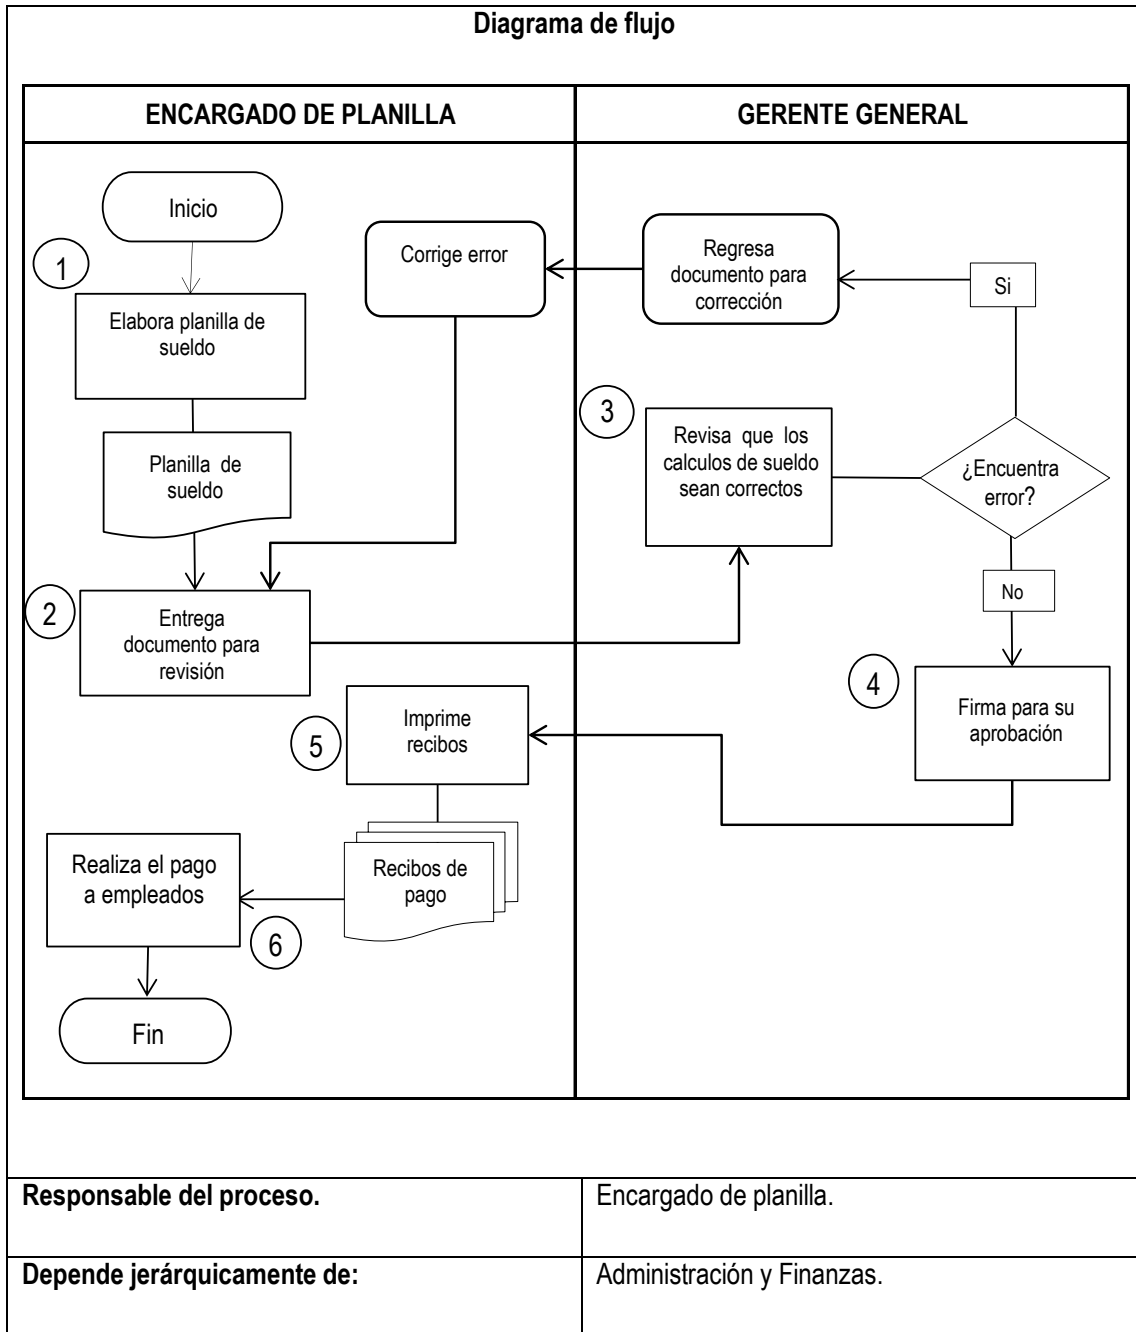 Diagrama de flujo
ENCARGADO DE PLANILLA
GERENTE GENERAL
Inicio
1
Elabora planilla de
sueldo
Planilla de
sueldo
2
Entrega
documento para
revisión
Corrige error
Regresa
documento para
corrección
Si
3
Revisa que los
calculos de sueldo
sean correctos
¿Encuentra
error?
No
4
Firma para su
aprobación
5
Imprime
recibos
Recibos de
pago
Realiza el pago
a empleados
6
Fin
Responsable del proceso.
Encargado de planilla.
Depende jerárquicamente de:
Administración y Finanzas.